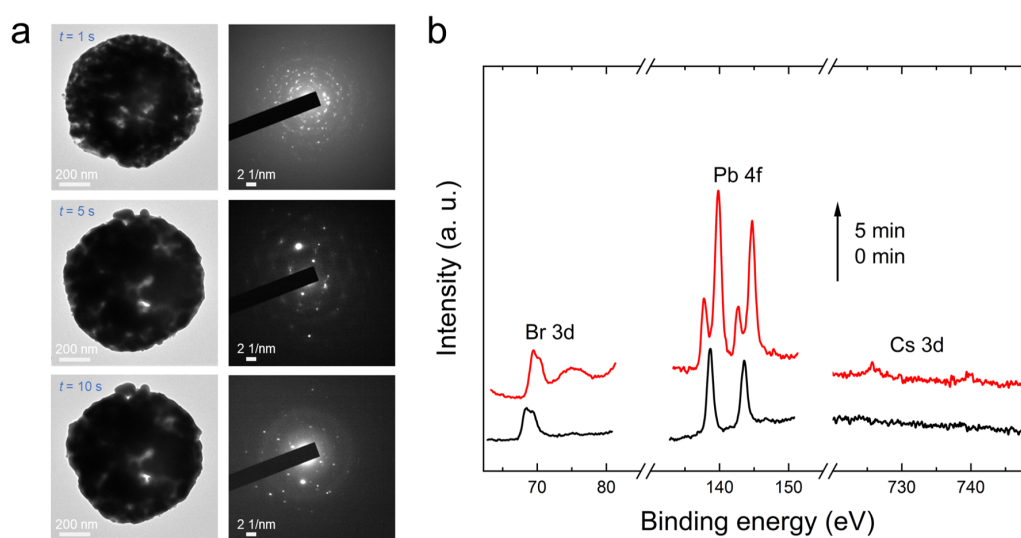 a
t = 1 s
200 nm
2 1/nm
t = 5 s
200 nm
2 1/nm
t = 10 s
200 nm
2 1/nm
b
Intensity (a. u.)
Br 3d
Pb 4f
Cs 3d
5 min
0 min
70 80 140 150 730 740
Binding energy (eV)